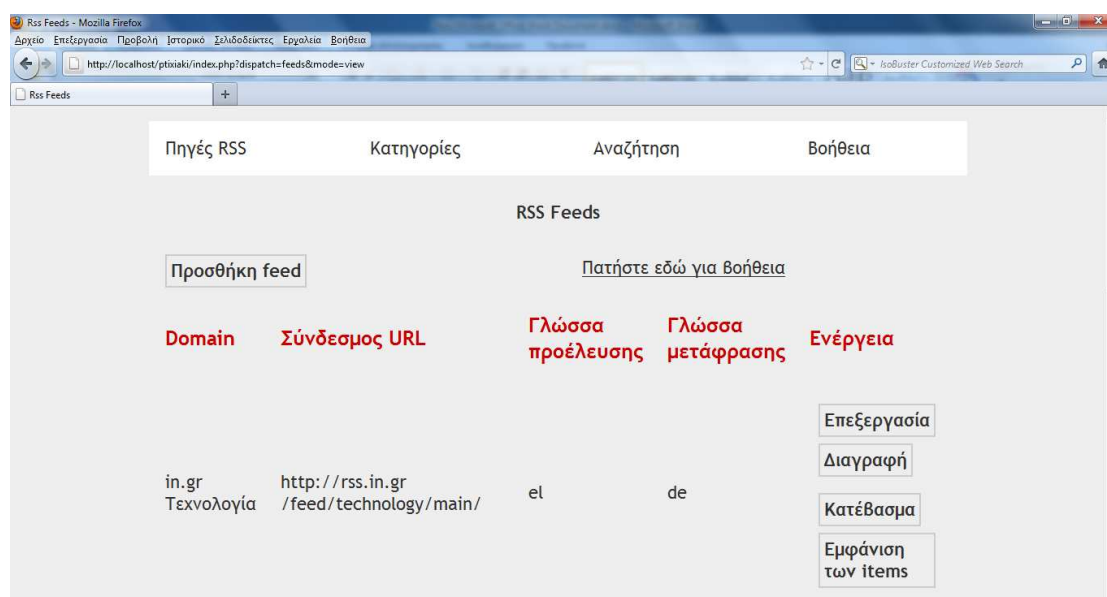 Rss Feeds - Mozilla Firefox
Αρχείο Επεξεργασία Προβολή Ιστορικό Σελιδοδείκτες Εργαλεία Βοήθεια
http://localhost/ptixiaki/index.php?dispatch=feeds&mode=view
IsoBuster Customized Web Search
Rss Feeds
Πηγές RSS Κατηγορίες Αναζήτηση Βοήθεια
RSS Feeds
Προσθήκη feed Πατήστε εδώ για βοήθεια
Domain Σύνδεσμος URL Γλώσσα προέλευσης Γλώσσα μετάφρασης Ενέργεια
in.gr
Τεχνολογία
http://rss.in.gr
/feed/technology/main/
el
de
Επεξεργασία
Διαγραφή
Κατέβασμα
Εμφάνιση
των items